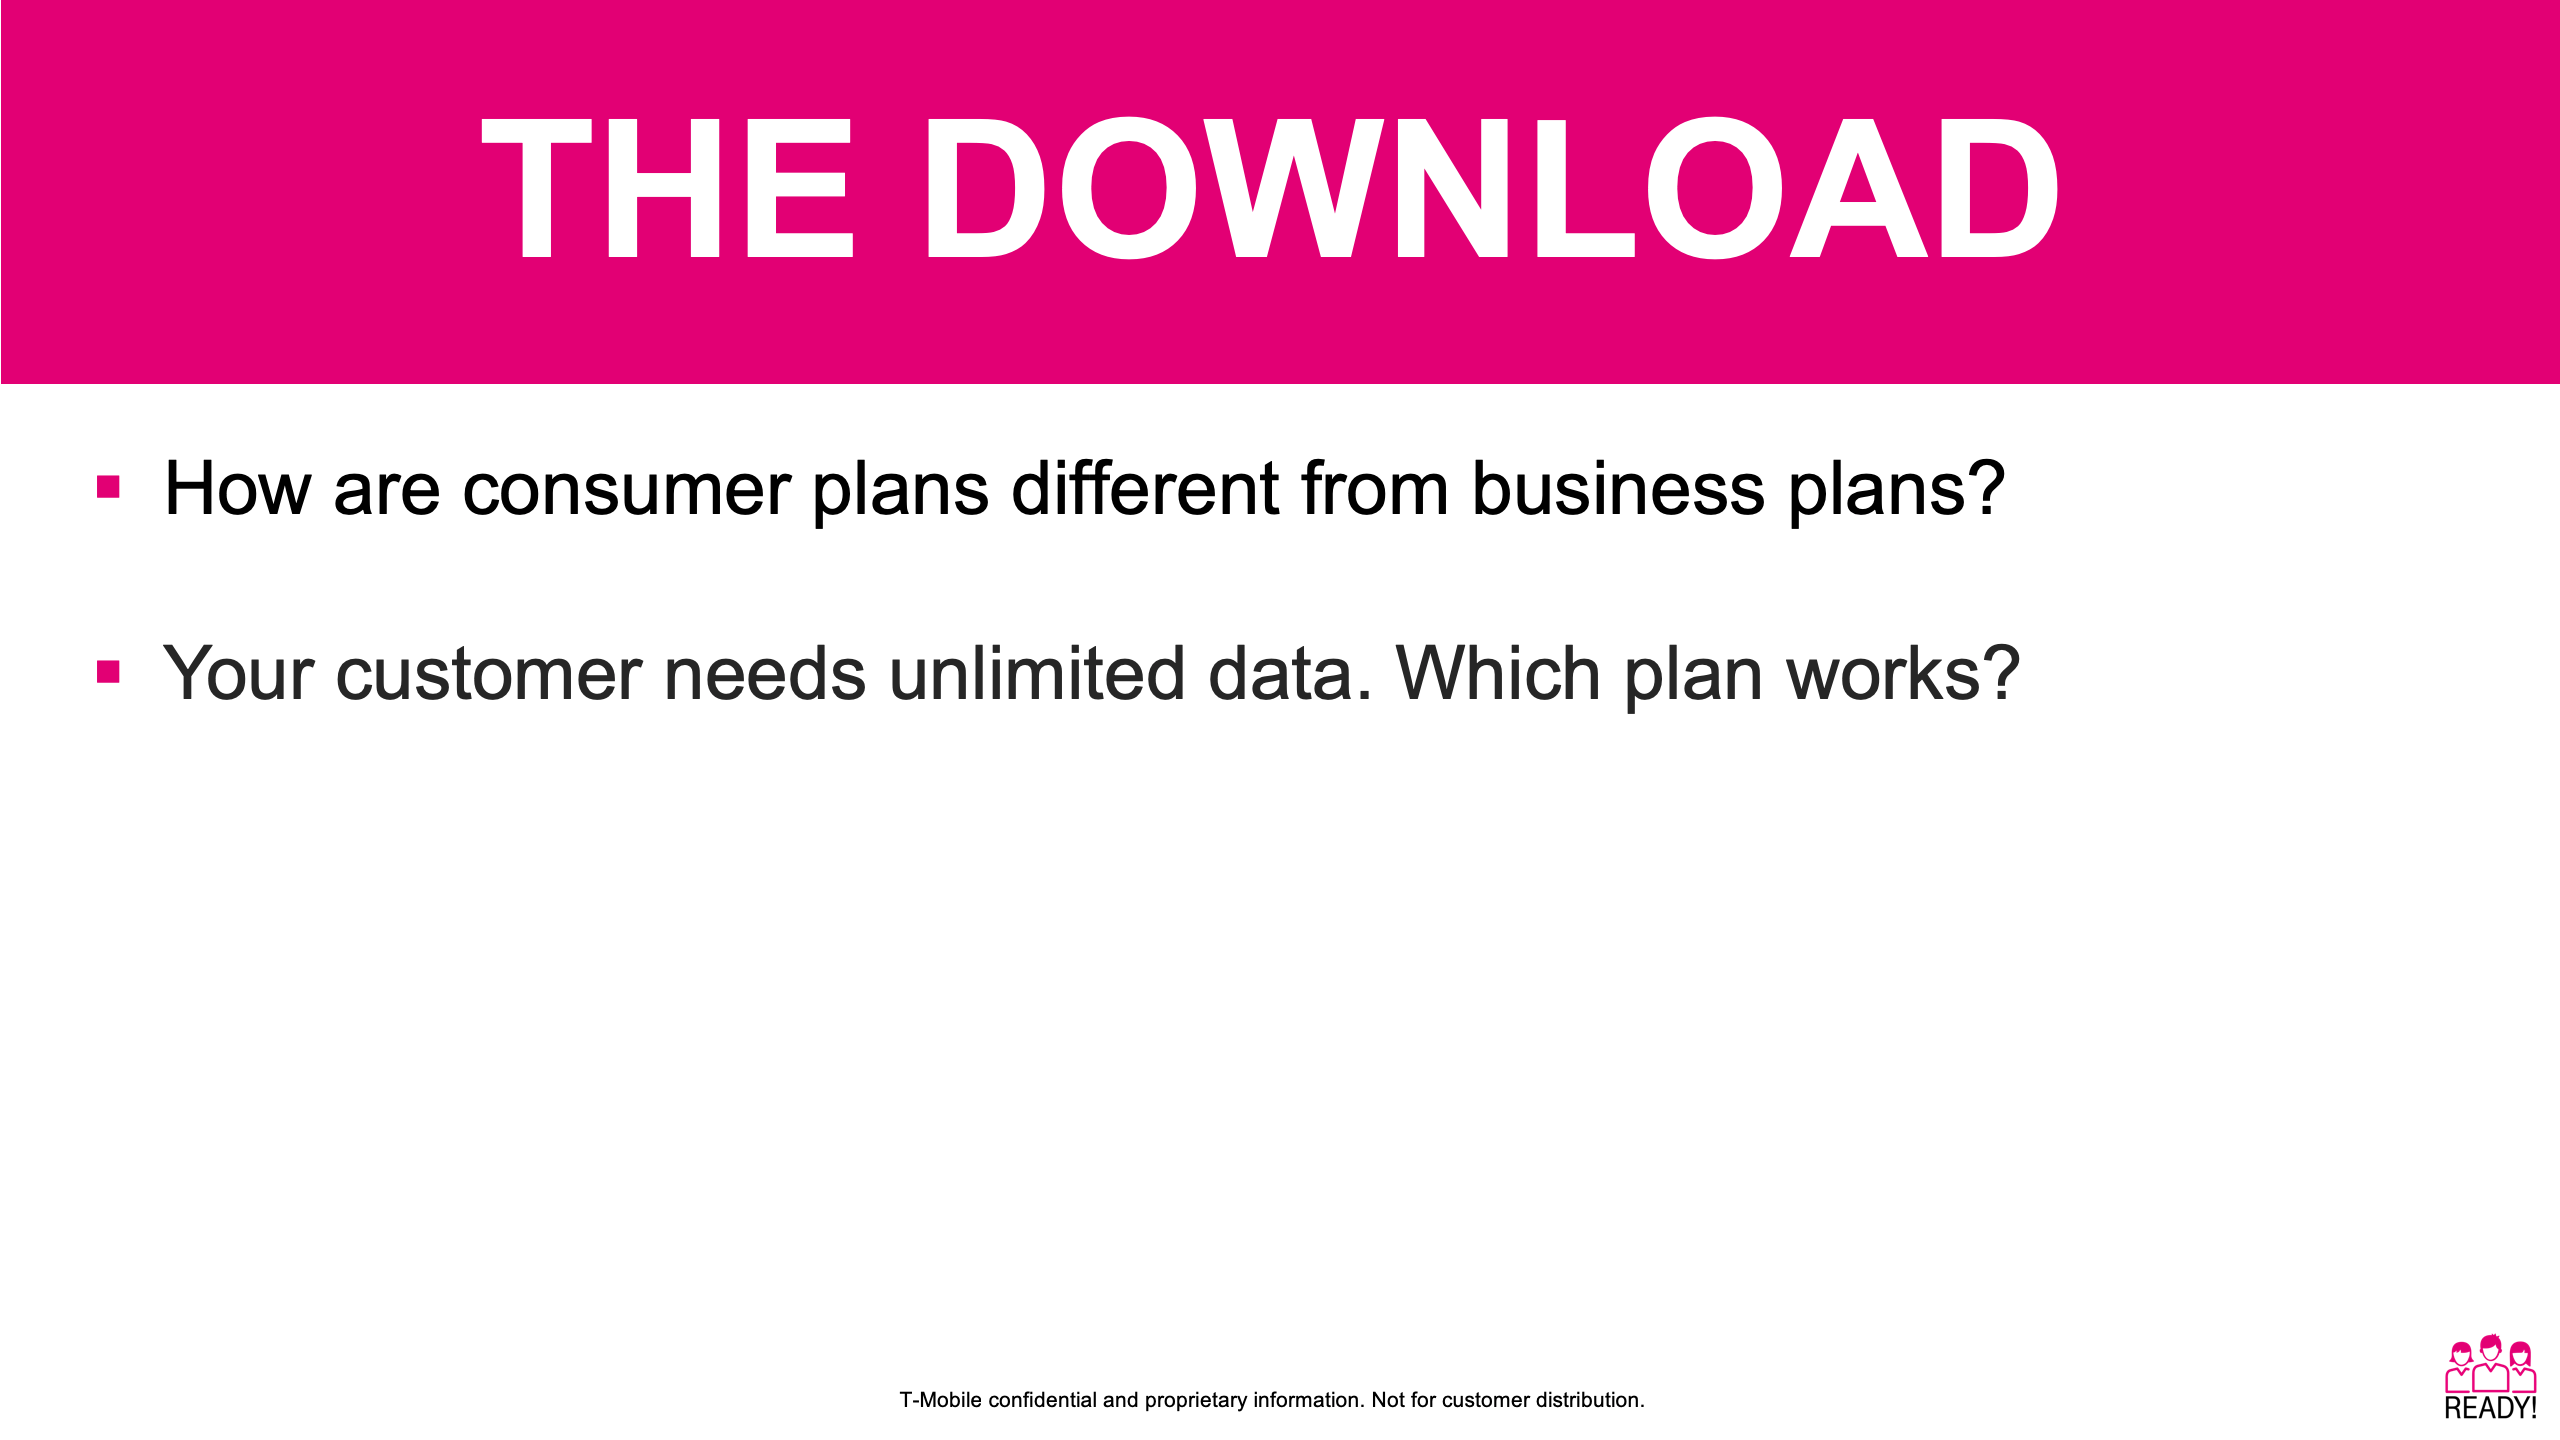 THE DOWNLOAD
How are consumer plans different from business plans?
Your customer needs unlimited data. Which plan works?
T-Mobile confidential and proprietary information. Not for customer distribution.
READY!